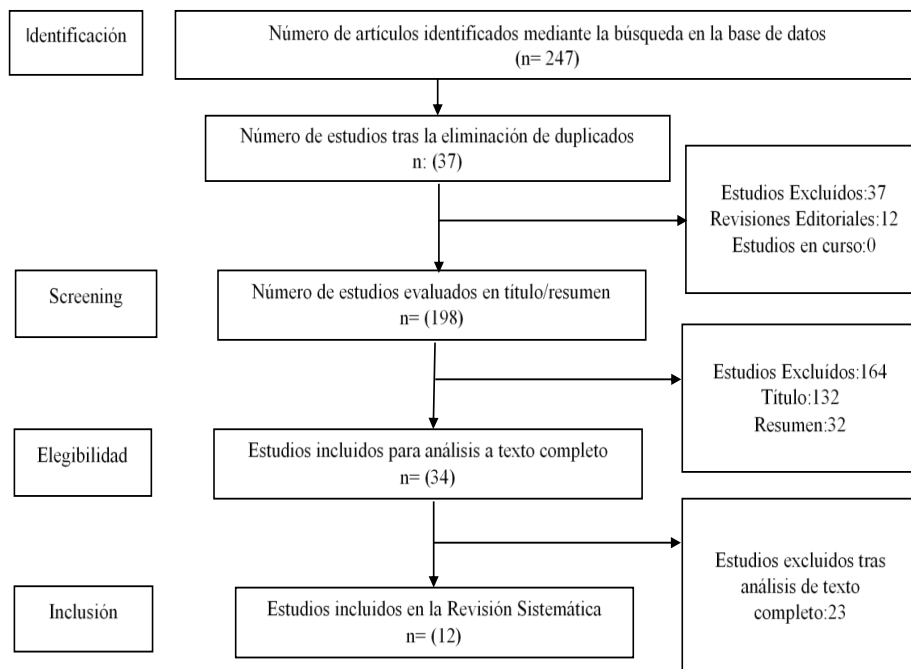 Identificación
Número de artículos identificados mediante la búsqueda en la base de datos
(n= 247)
Número de estudios tras la eliminación de duplicados
n: (37)
Estudios Excluídos:37
Revisiones Editoriales:12
Estudios en curso:0
Screening
Número de estudios evaluados en título/resumen
n= (198)
Estudios Excluídos:164
Título:132
Resumen:32
Elegibilidad
Estudios incluidos para análisis a texto completo
n= (34)
Estudios excluidos tras
análisis de texto
completo:23
Inclusión
Estudios incluidos en la Revisión Sistemática
n= (12)